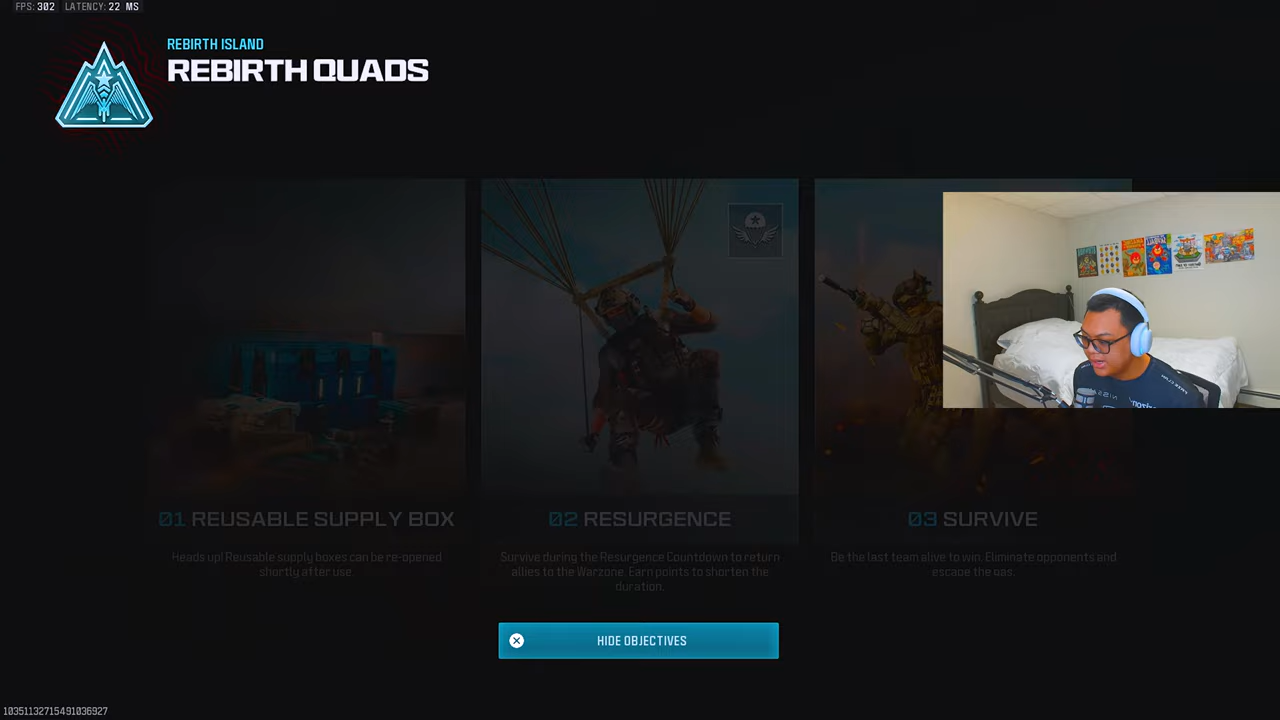 FPS: 302 LATENCY: 22 MS
REBIRTH ISLAND
REBIRTH QUADS
01 REUSABLE SUPPLY BOX
Heads up! Reusable supply boxes can be re-opened
shortly after use.
02 RESURGENCE
Survive during the Resurgence Countdown to return
allies to the Warzone. Earn points to shorten the
duration.
03 SURVIVE
Be the last team alive to win. Eliminate opponents and
escape the gas.
HIDE OBJECTIVES
10351132715491036927